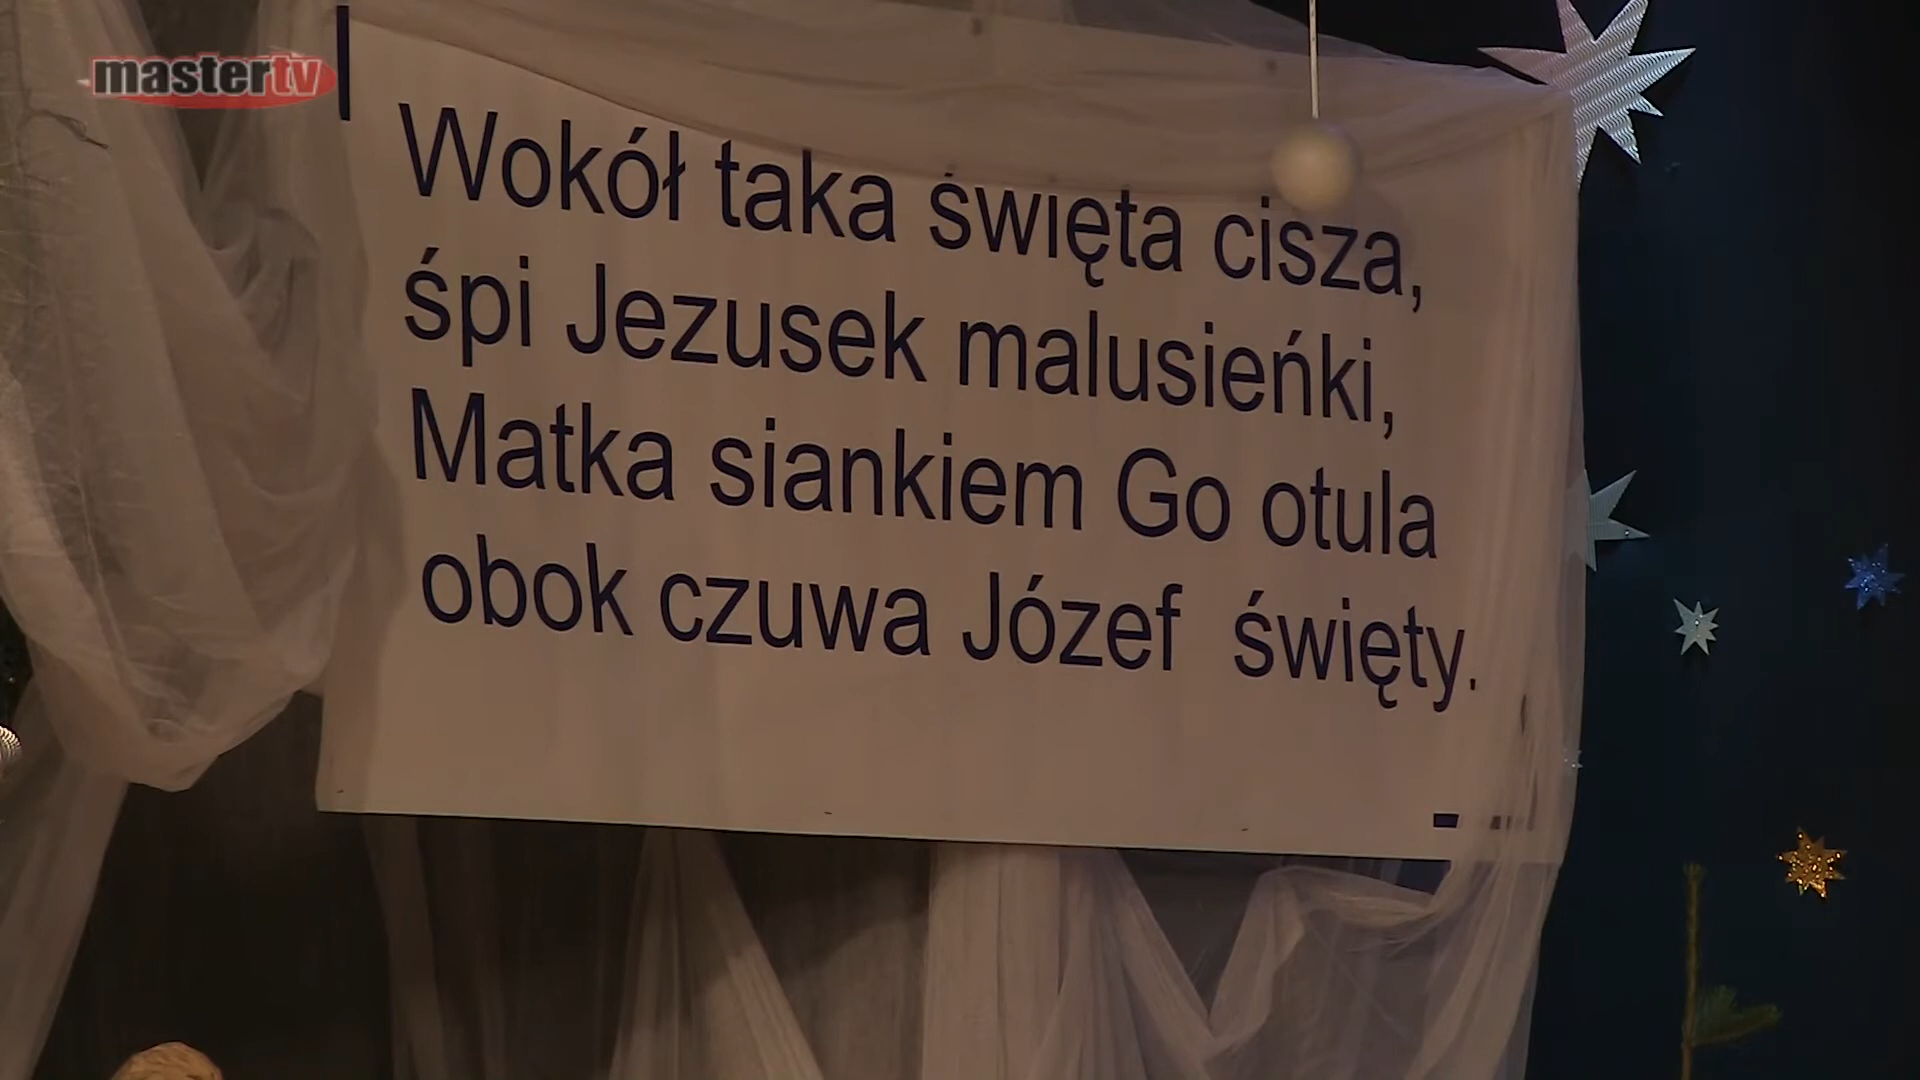 mastertv
Wokół taka święta cisza,
śpi Jezusek malusieńki,
Matka siankiem Go otula
obok czuwa Józef święty.